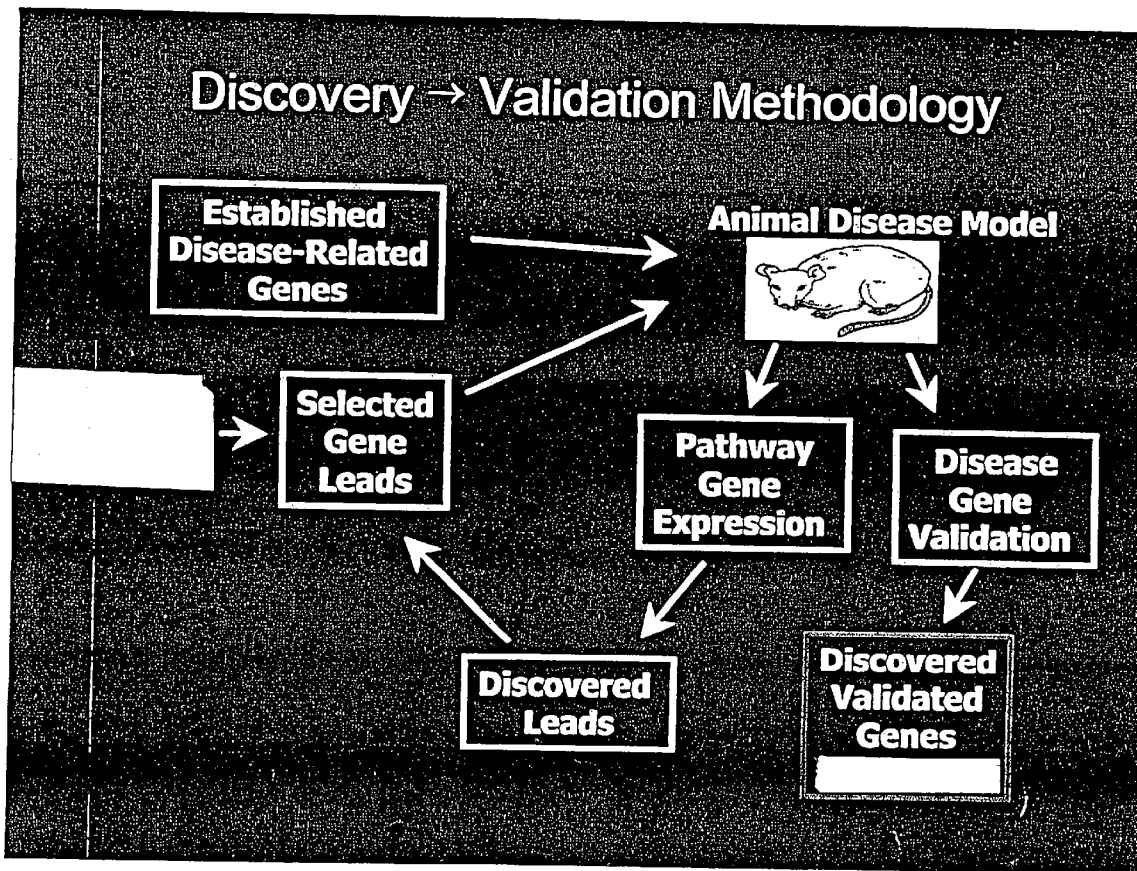 Discovery → Validation Methodology
Established
Disease-Related
Genes
Animal Disease Model
Selected
Gene
Leads
Pathway
Gene
Expression
Disease
Gene
Validation
Discovered
Leads
Discovered
Validated
Genes